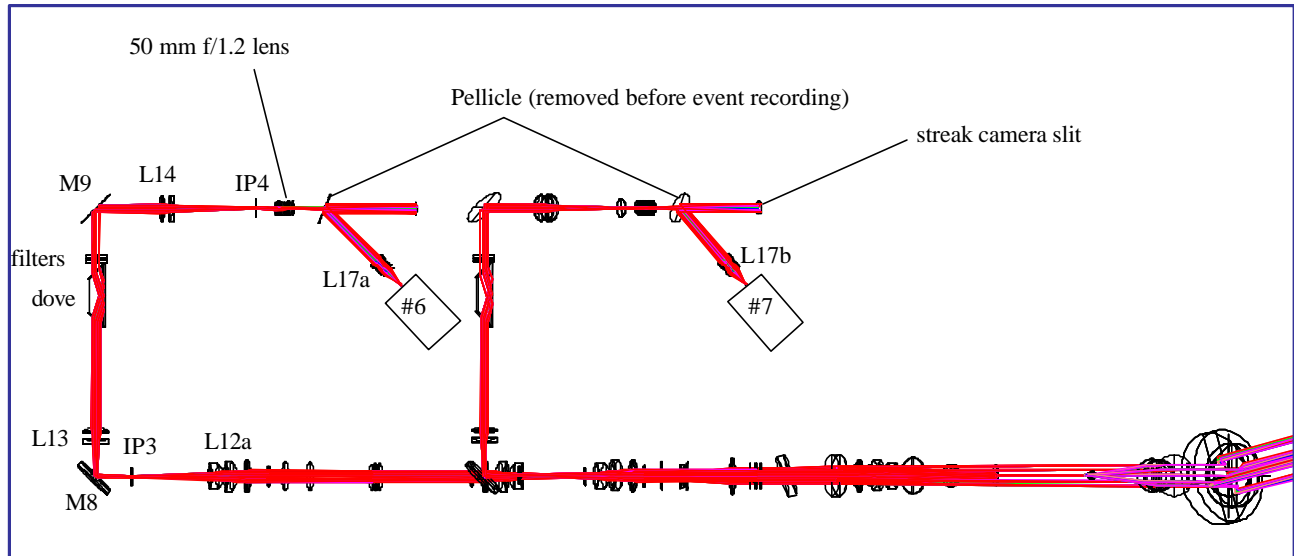 50 mm f/1.2 lens
Pellicle (removed before event recording)
streak camera slit
M9
L14
IP4
filters
dove
L17a
#6
L17b
#7
L13
IP3
L12a
M8